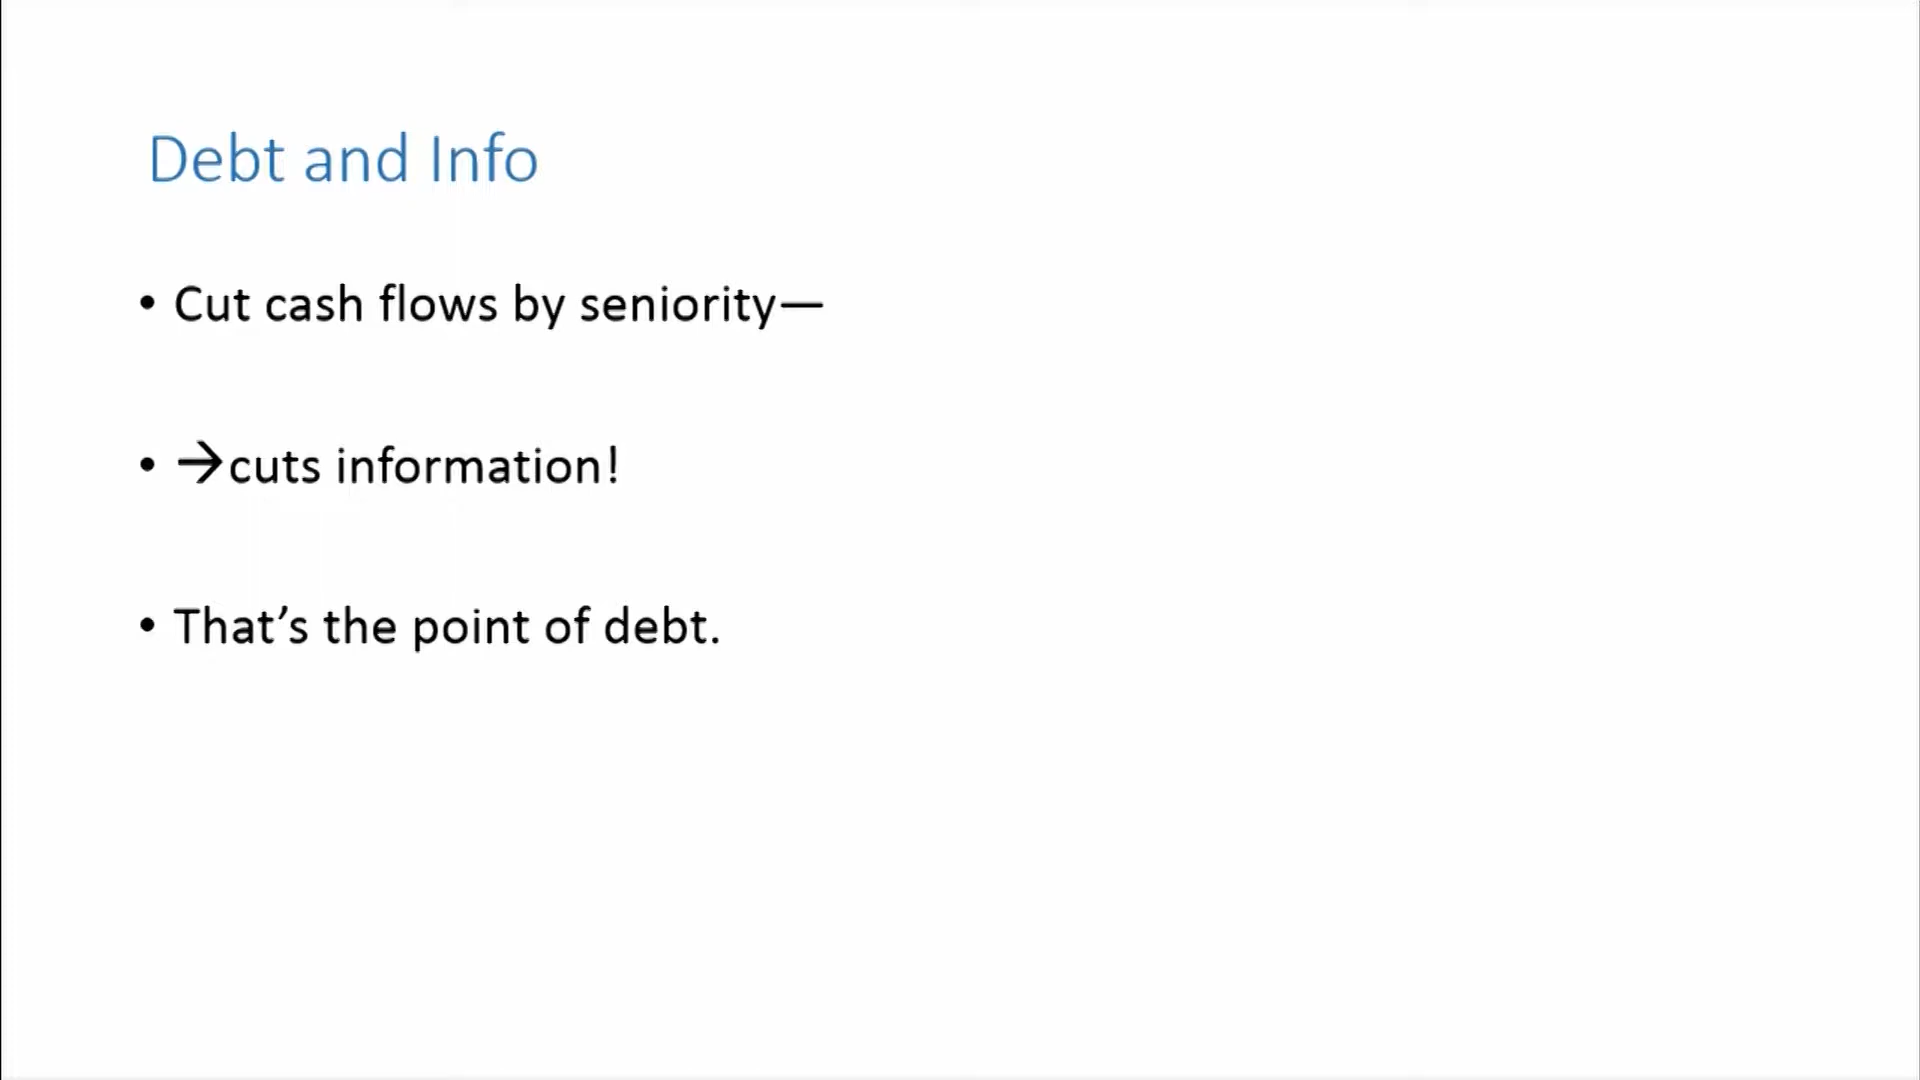 Debt and Info
• Cut cash flows by seniority—
• →cuts information!
• That’s the point of debt.